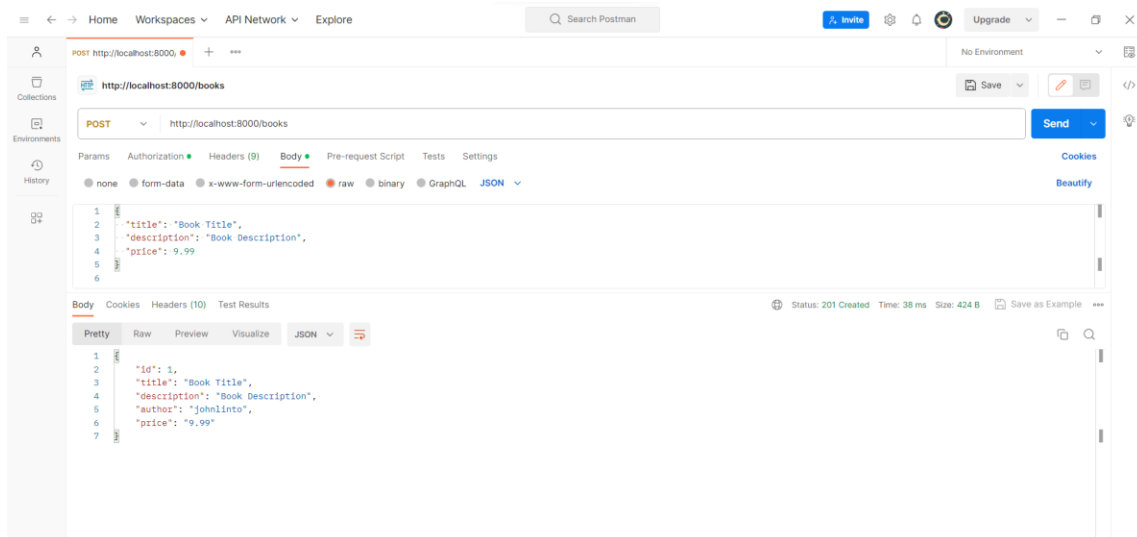 Home Workspaces API Network Explore Search Postman Invite Upgrade
POST http://localhost:8000, No Environment
http://localhost:8000/books Save
Collections
POST http://localhost:8000/books Send
Environments
Params Authorization Headers (9) Body Pre-request Script Tests Settings Cookies
History
none form-data x-www-form-urlencoded raw binary GraphQL JSON Beautify
1 {
2 "title": "Book Title",
3 "description": "Book Description",
4 "price": 9.99
5 }
6
Body Cookies Headers (10) Test Results Status: 201 Created Time: 38 ms Size: 424 B Save as Example
Pretty Raw Preview Visualize JSON
1 {
2 "id": 1,
3 "title": "Book Title",
4 "description": "Book Description",
5 "author": "johnlinto",
6 "price": "9.99"
7 }